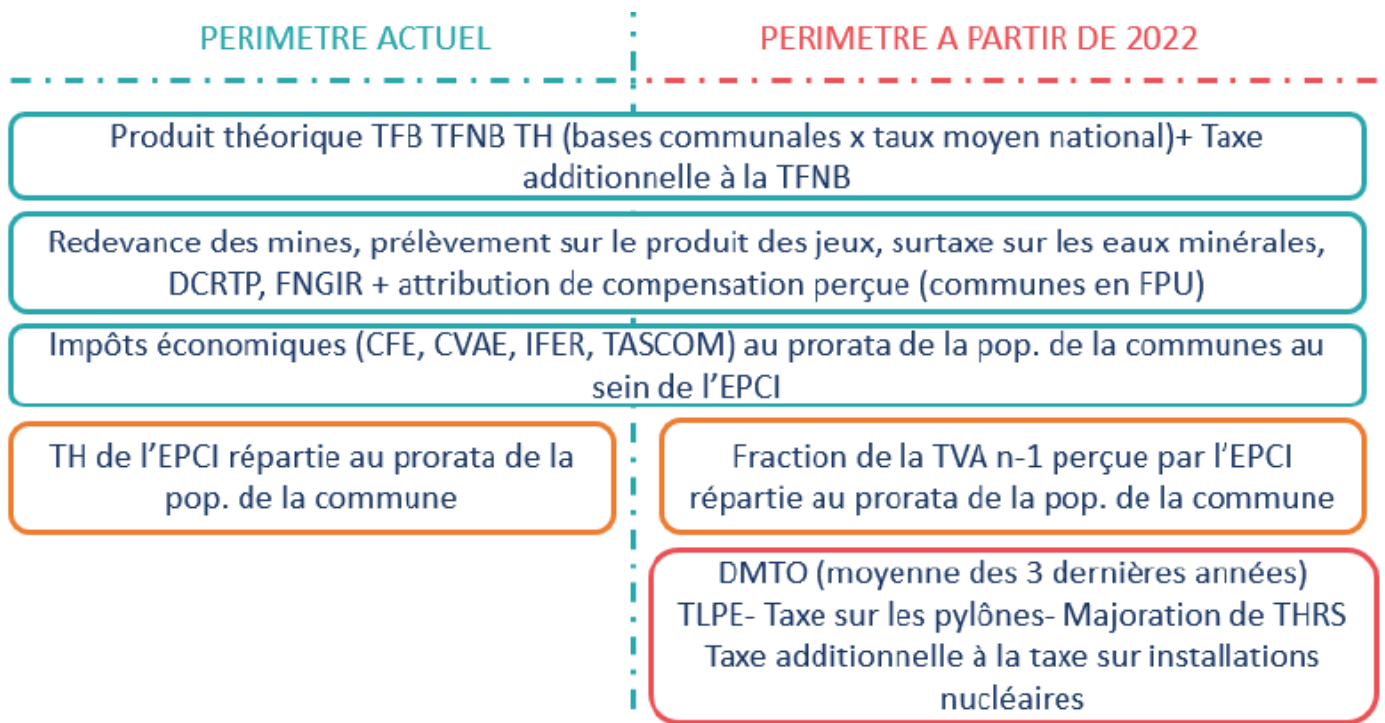 PERIMETRE ACTUEL
PERIMETRE A PARTIR DE 2022
Produit théorique TFB TFNB TH (bases communales x taux moyen national)+ Taxe
additionnelle à la TFNB
Redevance des mines, prélèvement sur le produit des jeux, surtaxe sur les eaux minérales,
DCRTP, FNGIR + attribution de compensation perçue (communes en FPU)
Impôts économiques (CFE, CVAE, IFER, TASCOM) au prorata de la pop. de la communes au
sein de l'EPCI
TH de l'EPCI répartie au prorata de la
pop. de la commune
Fraction de la TVA n-1 perçue par l'EPCI
répartie au prorata de la pop. de la commune
DMTO (moyenne des 3 dernières années)
TLPE- Taxe sur les pylônes- Majoration de THRS
Taxe additionnelle à la taxe sur installations
nucléaires